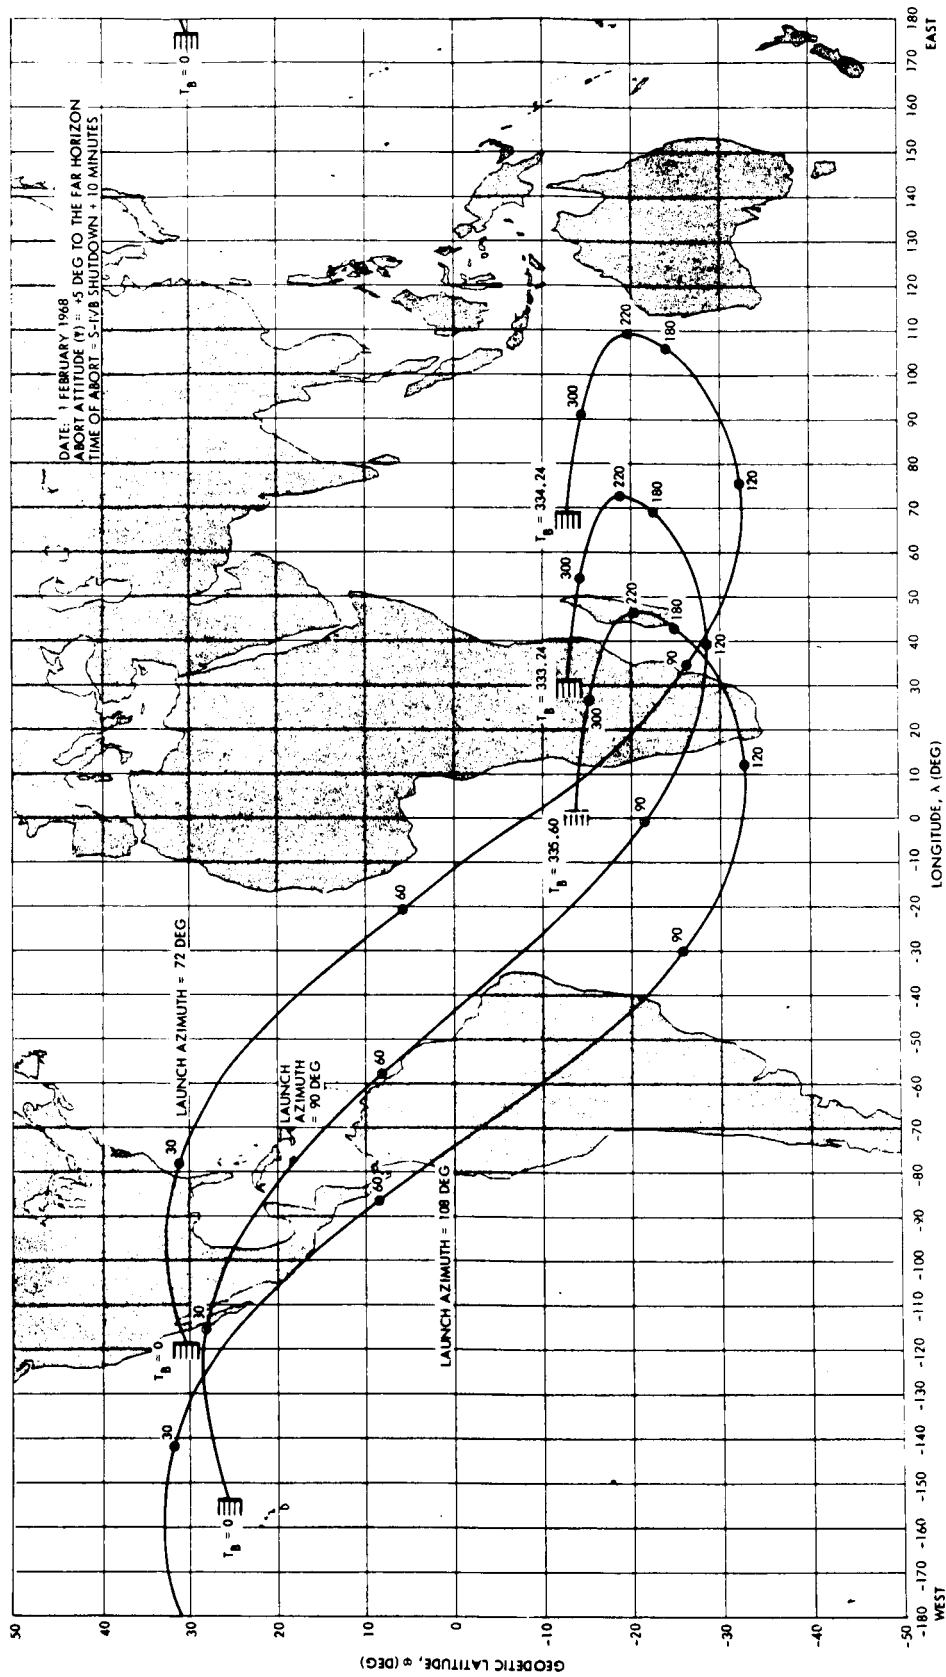 DATE: 1 FEBRUARY 1968
ABORT ATTITUDE (Υ) = +5 DEG TO THE FAR HORIZON
TIME OF ABORT = S-IVB SHUTDOWN + 10 MINUTES
T_B = 0
LAUNCH AZIMUTH = 72 DEG
LAUNCH
AZIMUTH
= 90 DEG
LAUNCH AZIMUTH = 108 DEG
T_B = 0
30
60
90
120
180
220
300
T_B = 334.24
T_B = 0
30
60
90
120
180
220
300
T_B = 333.24
30
60
90
120
180
220
300
T_B = 335.60
GEODETIC LATITUDE, φ (DEG)
50
40
30
20
10
0
-10
-20
-30
-40
-50
-180 -170 -160 -150 -140 -130 -120 -110 -100 -90 -80 -70 -60 -50 -40 -30 -20 -10 0 10 20 30 40 50 60 70 80 90 100 110 120 130 140 150 160 170 180
WEST
LONGITUDE, λ (DEG)
EAST